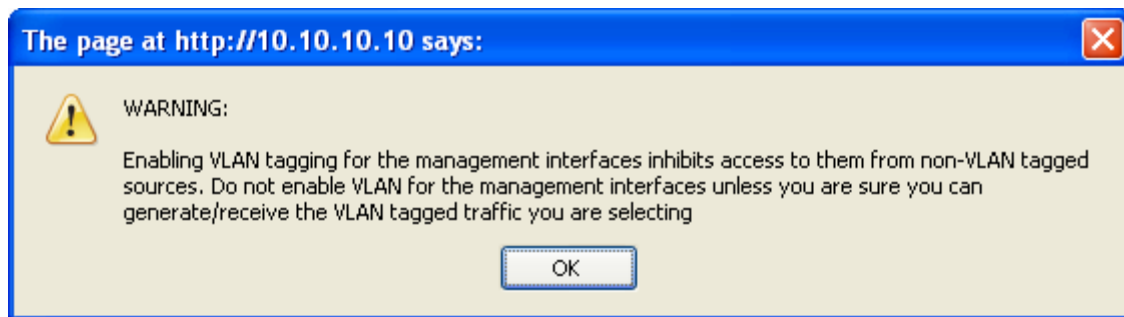 The page at http://10.10.10.10 says:
WARNING:
Enabling VLAN tagging for the management interfaces inhibits access to them from non-VLAN tagged
sources. Do not enable VLAN for the management interfaces unless you are sure you can
generate/receive the VLAN tagged traffic you are selecting
OK